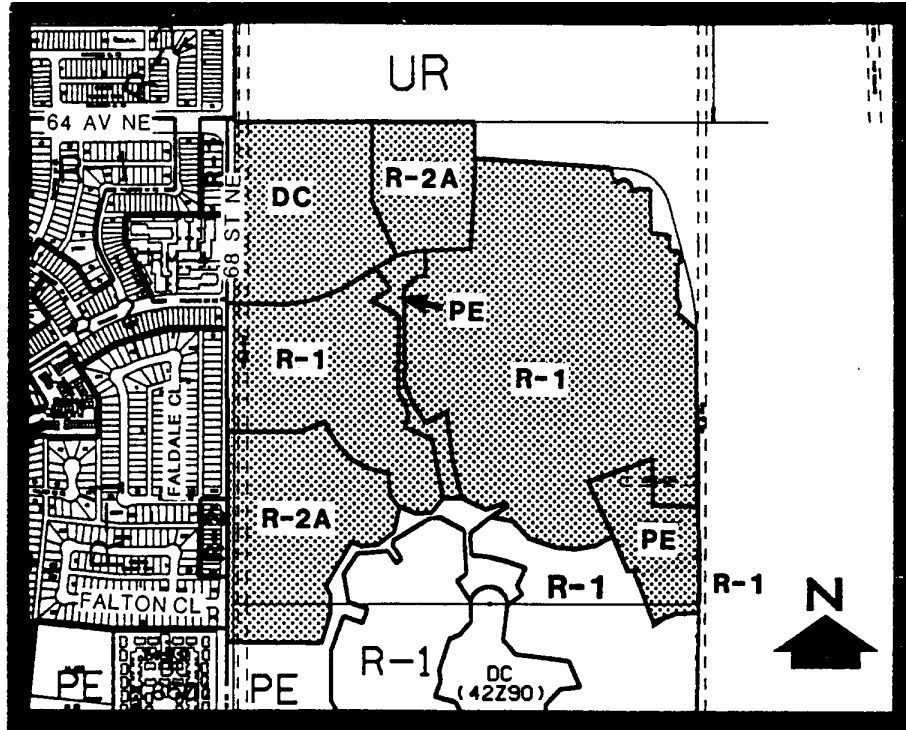 UR
64 AV NE
DC
R-2A
68 ST NE
PE
R-1
R-1
FALDALE CL
R-2A
PE
R-1
R-1
FALTON CL
N
R-1
PE
PE
DC
(42Z90)